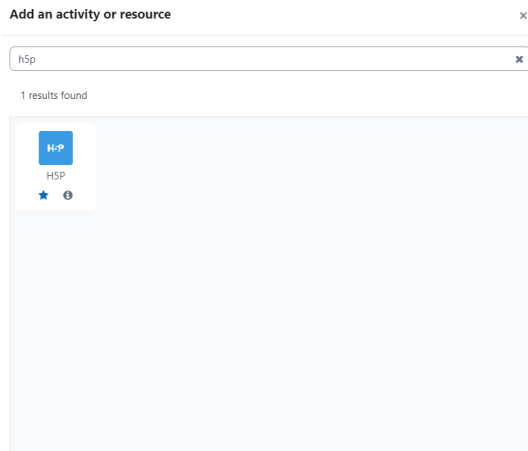 Add an activity or resource
h5p
1 results found
H-P
H5P